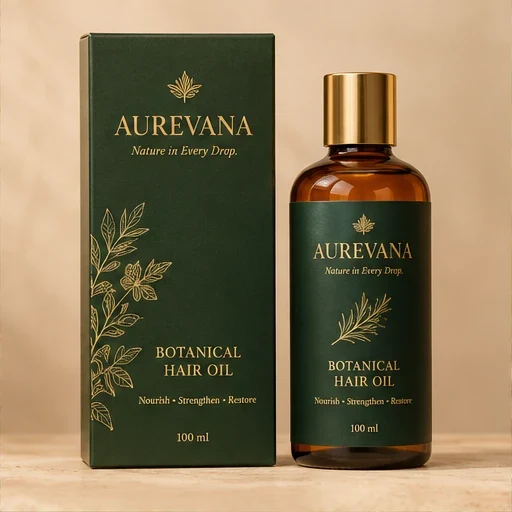 AUREVANA
Nature in Every Drop.
BOTANICAL
HAIR OIL
Nourish • Strengthen • Restore
100 ml
AUREVANA
Nature in Every Drop.
BOTANICAL
HAIR OIL
Nourish • Strengthen • Restore
100 ml